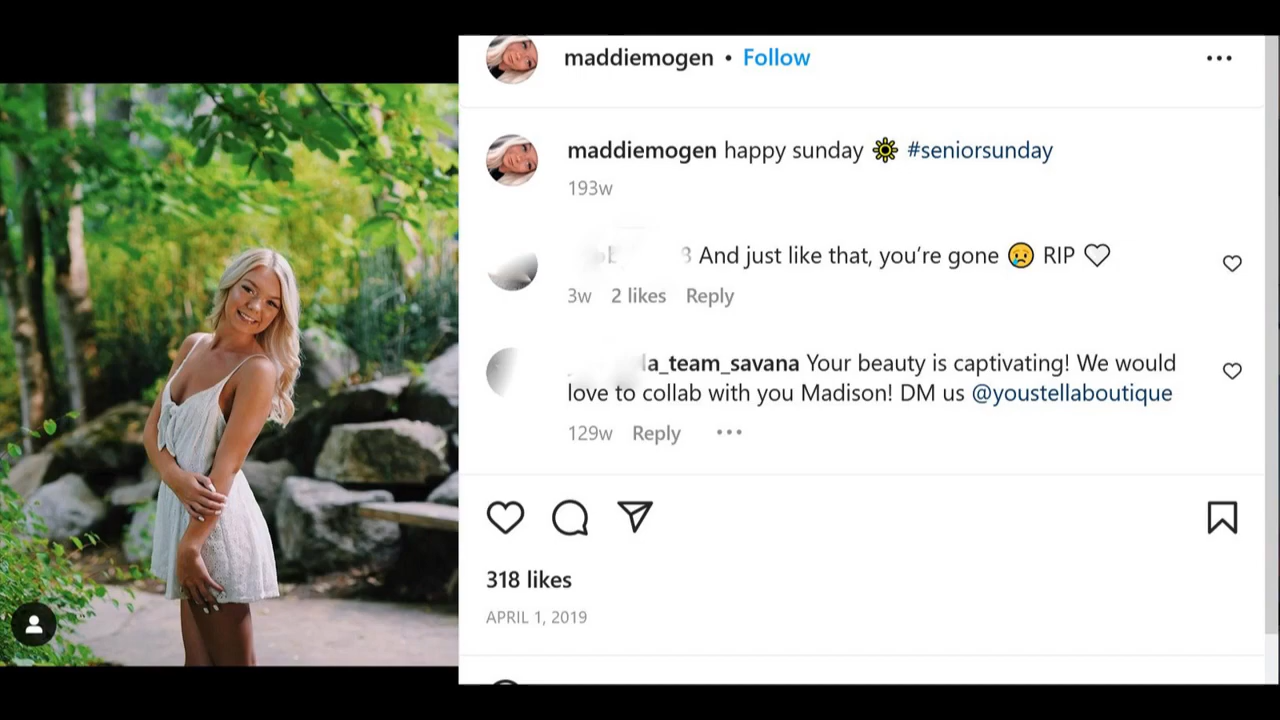 maddiemogen • Follow
maddiemogen happy sunday #seniorsunday
193w
And just like that, you’re gone 😥 RIP ♡
3w 2 likes Reply
la_team_savana Your beauty is captivating! We would
love to collab with you Madison! DM us @youstellaboutique
129w Reply
318 likes
APRIL 1, 2019